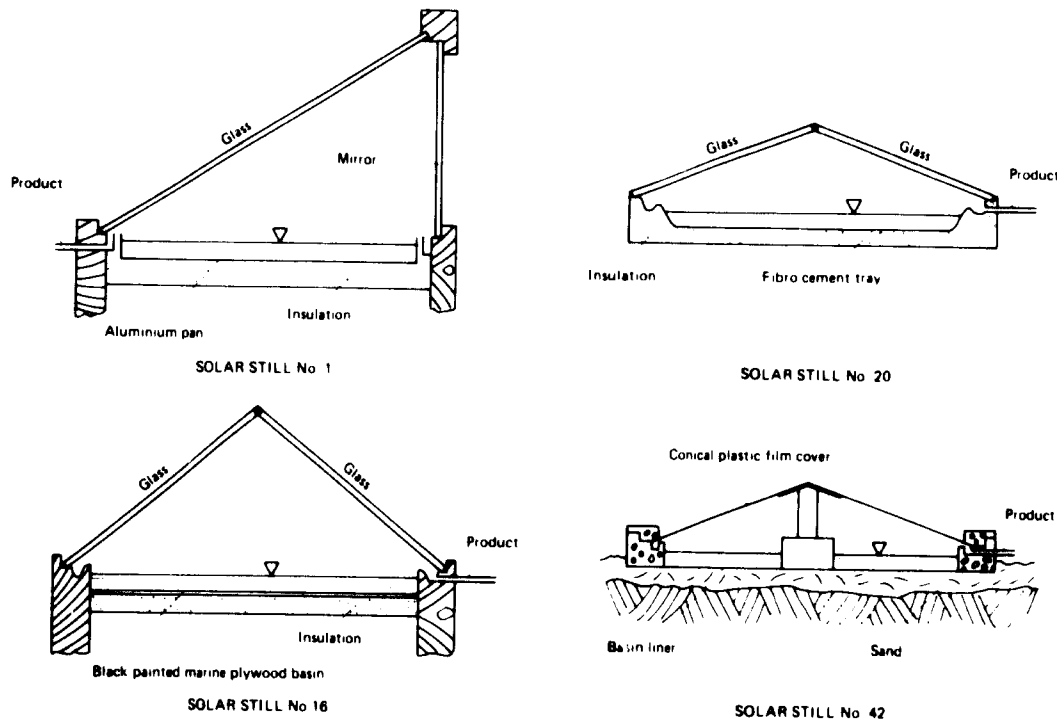 Glass
Mirror
Product
Insulation
Aluminium pan
SOLAR STILL No 1
Glass
Glass
Product
Insulation
Fibro cement tray
SOLAR STILL No 20
Glass
Glass
Product
Insulation
Black painted marine plywood basin
SOLAR STILL No 16
Conical plastic film cover
Product
Basin liner
Sand
SOLAR STILL No 42